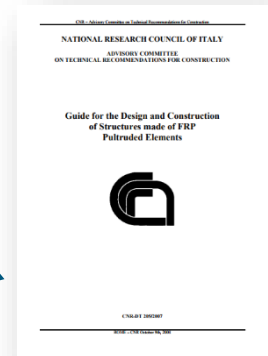 CNR – Advisory Committee on Technical Recommendations for Construction
NATIONAL RESEARCH COUNCIL OF ITALY
ADVISORY COMMITTEE
ON TECHNICAL RECOMMENDATIONS FOR CONSTRUCTION
Guide for the Design and Construction
of Structures made of FRP
Pultruded Elements
CNR-DT 205/2007
ROME – CNR October 9th, 2008